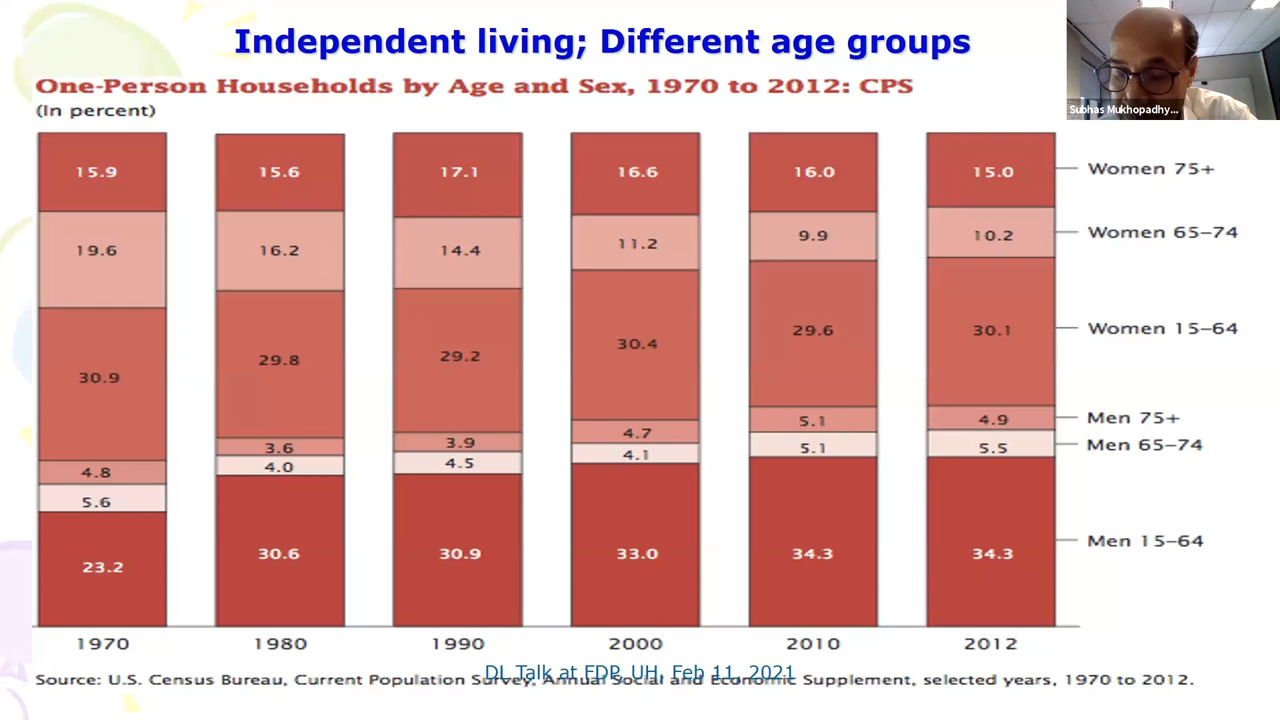 Independent living; Different age groups
Subhas Mukhopadhy...
One-Person Households by Age and Sex, 1970 to 2012: CPS
(In percent)
15.9 15.6 17.1 16.6 16.0 15.0 Women 75+
19.6 16.2 14.4 11.2 9.9 10.2 Women 65–74
30.9 29.8 29.2 30.4 29.6 30.1 Women 15–64
4.8 3.6 3.9 4.7 5.1 4.9 Men 75+
5.6 4.0 4.5 4.1 5.1 5.5 Men 65–74
23.2 30.6 30.9 33.0 34.3 34.3 Men 15–64
1970 1980 1990 2000 2010 2012
DL Talk at FDP, UH, Feb 11, 2021
Source: U.S. Census Bureau, Current Population Survey, Annual Social and Economic Supplement, selected years, 1970 to 2012.